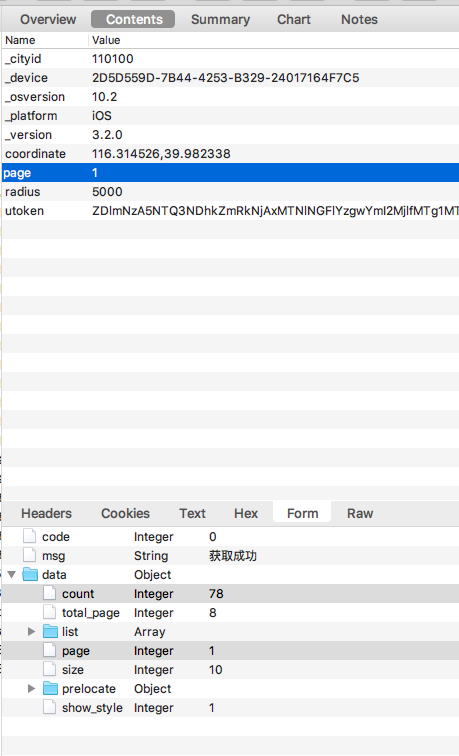 Overview Contents Summary Chart Notes
Name Value
_cityid 110100
_device 2D5D559D-7B44-4253-B329-24017164F7C5
_osversion 10.2
_platform iOS
_version 3.2.0
coordinate 116.314526,39.982338
page 1
radius 5000
utoken ZDlmNzA5NTQ3NDhkZmRkNjAxMTNlNGFlYzgwYmI2MjlfMTg1MT
Headers Cookies Text Hex Form Raw
code Integer 0
msg String 获取成功
data Object
count Integer 78
total_page Integer 8
list Array
page Integer 1
size Integer 10
prelocate Object
show_style Integer 1